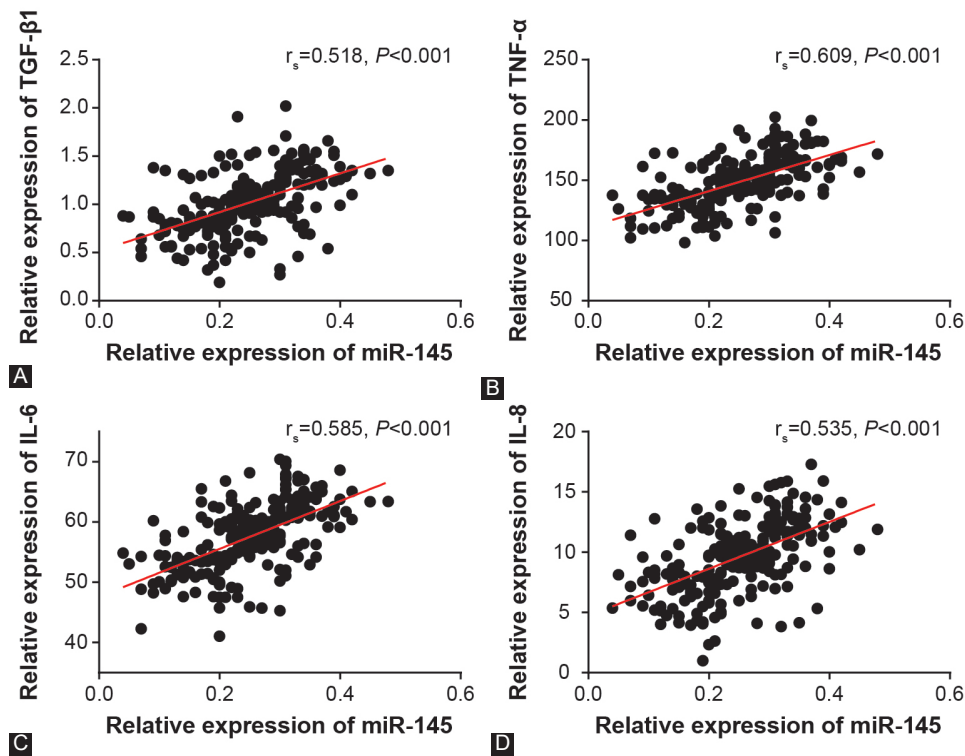 Relative expression of TGF-β1
2.5
2.0
1.5
1.0
0.5
0.0
rs=0.518, P<0.001
0.0 0.2 0.4 0.6
Relative expression of miR-145
A
Relative expression of TNF-α
250
200
150
100
50
rs=0.609, P<0.001
0.0 0.2 0.4 0.6
Relative expression of miR-145
B
Relative expression of IL-6
70
60
50
40
rs=0.585, P<0.001
0.0 0.2 0.4 0.6
Relative expression of miR-145
C
Relative expression of IL-8
20
15
10
5
0
rs=0.535, P<0.001
0.0 0.2 0.4 0.6
Relative expression of miR-145
D